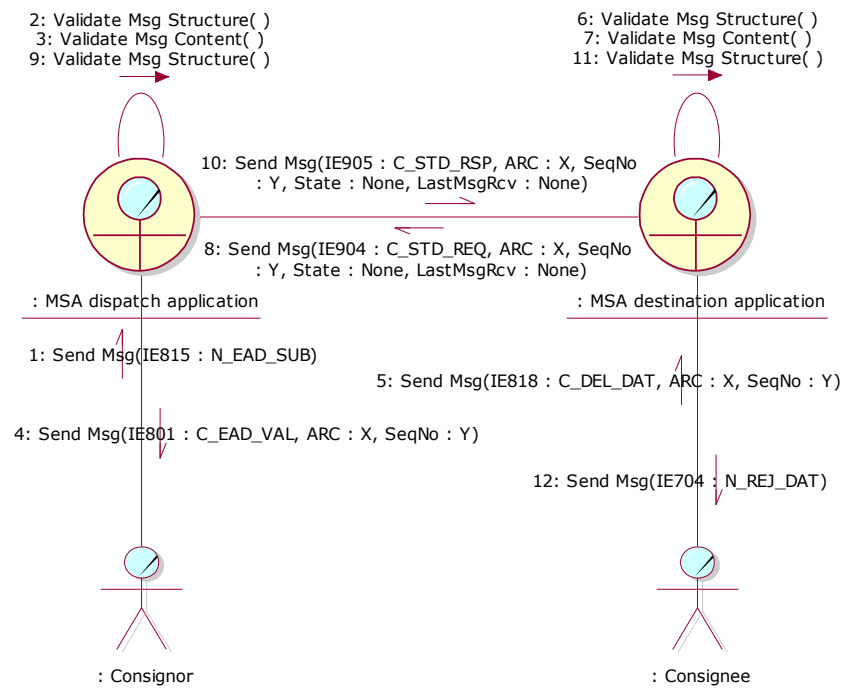 2: Validate Msg Structure( )
3: Validate Msg Content( )
9: Validate Msg Structure( )
6: Validate Msg Structure( )
7: Validate Msg Content( )
11: Validate Msg Structure( )
10: Send Msg(IE905 : C_STD_RSP, ARC : X, SeqNo
: Y, State : None, LastMsgRcv : None)
8: Send Msg(IE904 : C_STD_REQ, ARC : X, SeqNo
: Y, State : None, LastMsgRcv : None)
: MSA dispatch application
: MSA destination application
1: Send Msg(IE815 : N_EAD_SUB)
5: Send Msg(IE818 : C_DEL_DAT, ARC : X, SeqNo : Y)
4: Send Msg(IE801 : C_EAD_VAL, ARC : X, SeqNo : Y)
12: Send Msg(IE704 : N_REJ_DAT)
: Consignor
: Consignee